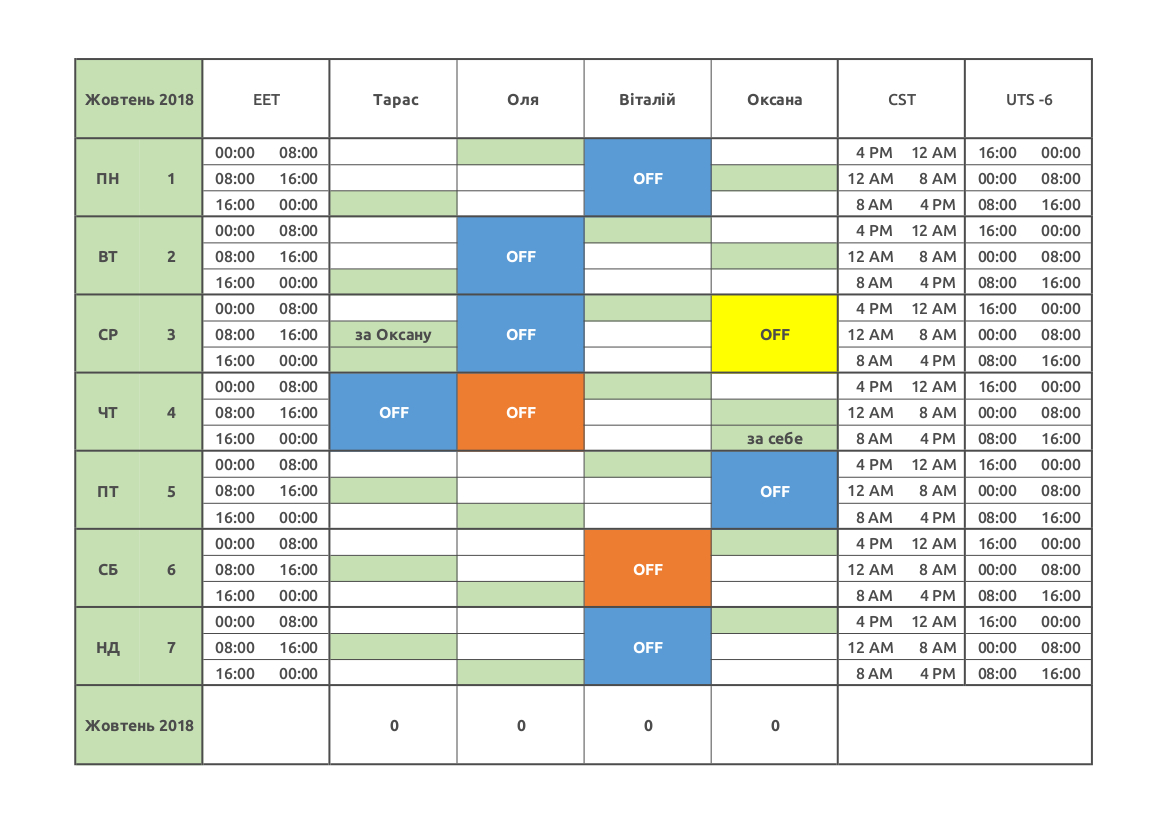 Жовтень 2018 EET Тарас Оля Віталій Оксана CST UTS -6
00:00 08:00 4 PM 12 AM 16:00 00:00
ПН 1 08:00 16:00 OFF 12 AM 8 AM 00:00 08:00
16:00 00:00 8 AM 4 PM 08:00 16:00
00:00 08:00 4 PM 12 AM 16:00 00:00
ВТ 2 08:00 16:00 OFF 12 AM 8 AM 00:00 08:00
16:00 00:00 8 AM 4 PM 08:00 16:00
00:00 08:00 4 PM 12 AM 16:00 00:00
СР 3 08:00 16:00 за Оксану OFF OFF 12 AM 8 AM 00:00 08:00
16:00 00:00 8 AM 4 PM 08:00 16:00
00:00 08:00 4 PM 12 AM 16:00 00:00
ЧТ 4 08:00 16:00 OFF OFF 12 AM 8 AM 00:00 08:00
16:00 00:00 за себе 8 AM 4 PM 08:00 16:00
00:00 08:00 4 PM 12 AM 16:00 00:00
ПТ 5 08:00 16:00 OFF 12 AM 8 AM 00:00 08:00
16:00 00:00 8 AM 4 PM 08:00 16:00
00:00 08:00 4 PM 12 AM 16:00 00:00
СБ 6 08:00 16:00 OFF 12 AM 8 AM 00:00 08:00
16:00 00:00 8 AM 4 PM 08:00 16:00
00:00 08:00 4 PM 12 AM 16:00 00:00
НД 7 08:00 16:00 OFF 12 AM 8 AM 00:00 08:00
16:00 00:00 8 AM 4 PM 08:00 16:00
Жовтень 2018 0 0 0 0